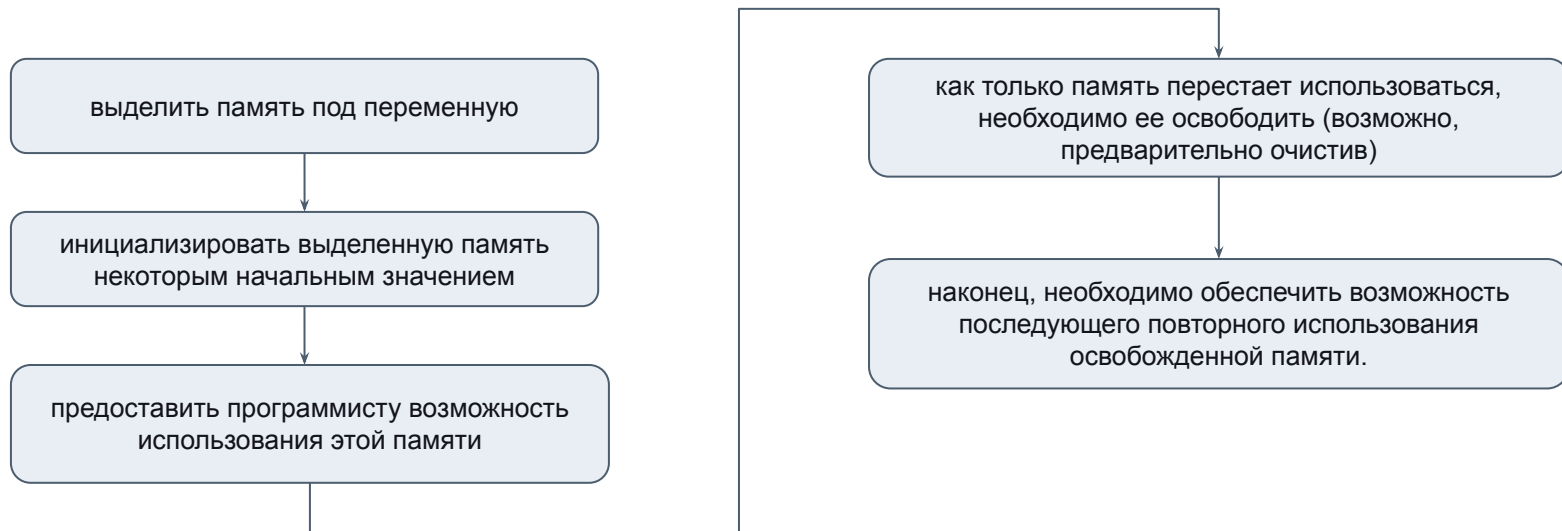 выделить память под переменную
инициализировать выделенную память
некоторым начальным значением
предоставить программисту возможность
использования этой памяти
как только память перестает использоваться,
необходимо ее освободить (возможно,
предварительно очистив)
наконец, необходимо обеспечить возможность
последующего повторного использования
освобожденной памяти.